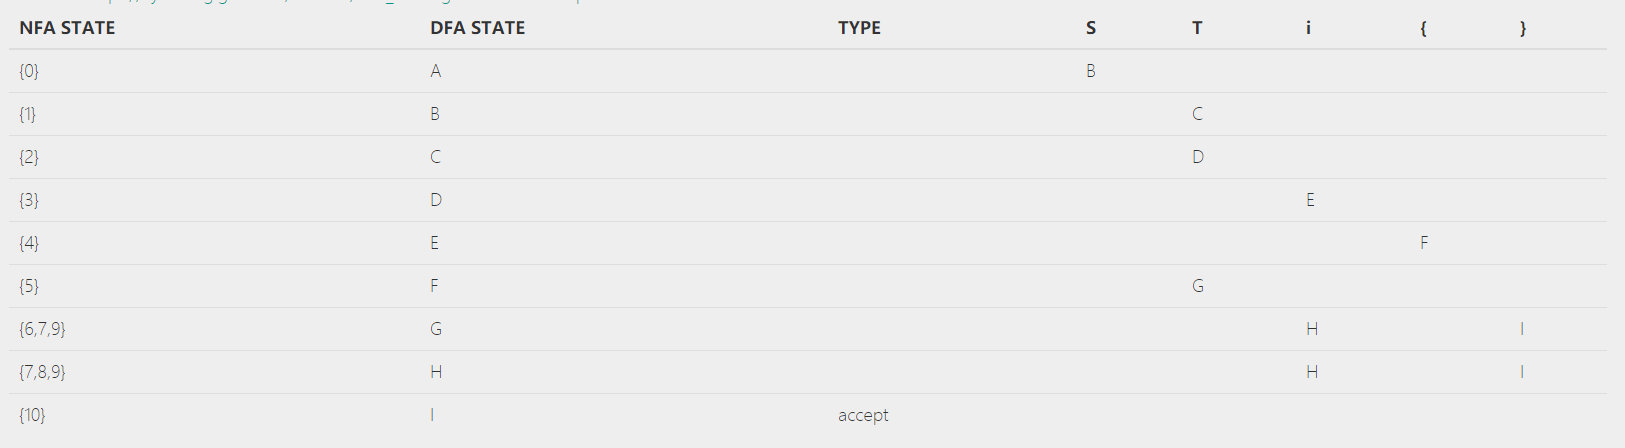 NFA STATE DFA STATE TYPE S T i { }
{0} A B
{1} B C
{2} C D
{3} D E
{4} E F
{5} F G
{6,7,9} G H I
{7,8,9} H H I
{10} I accept